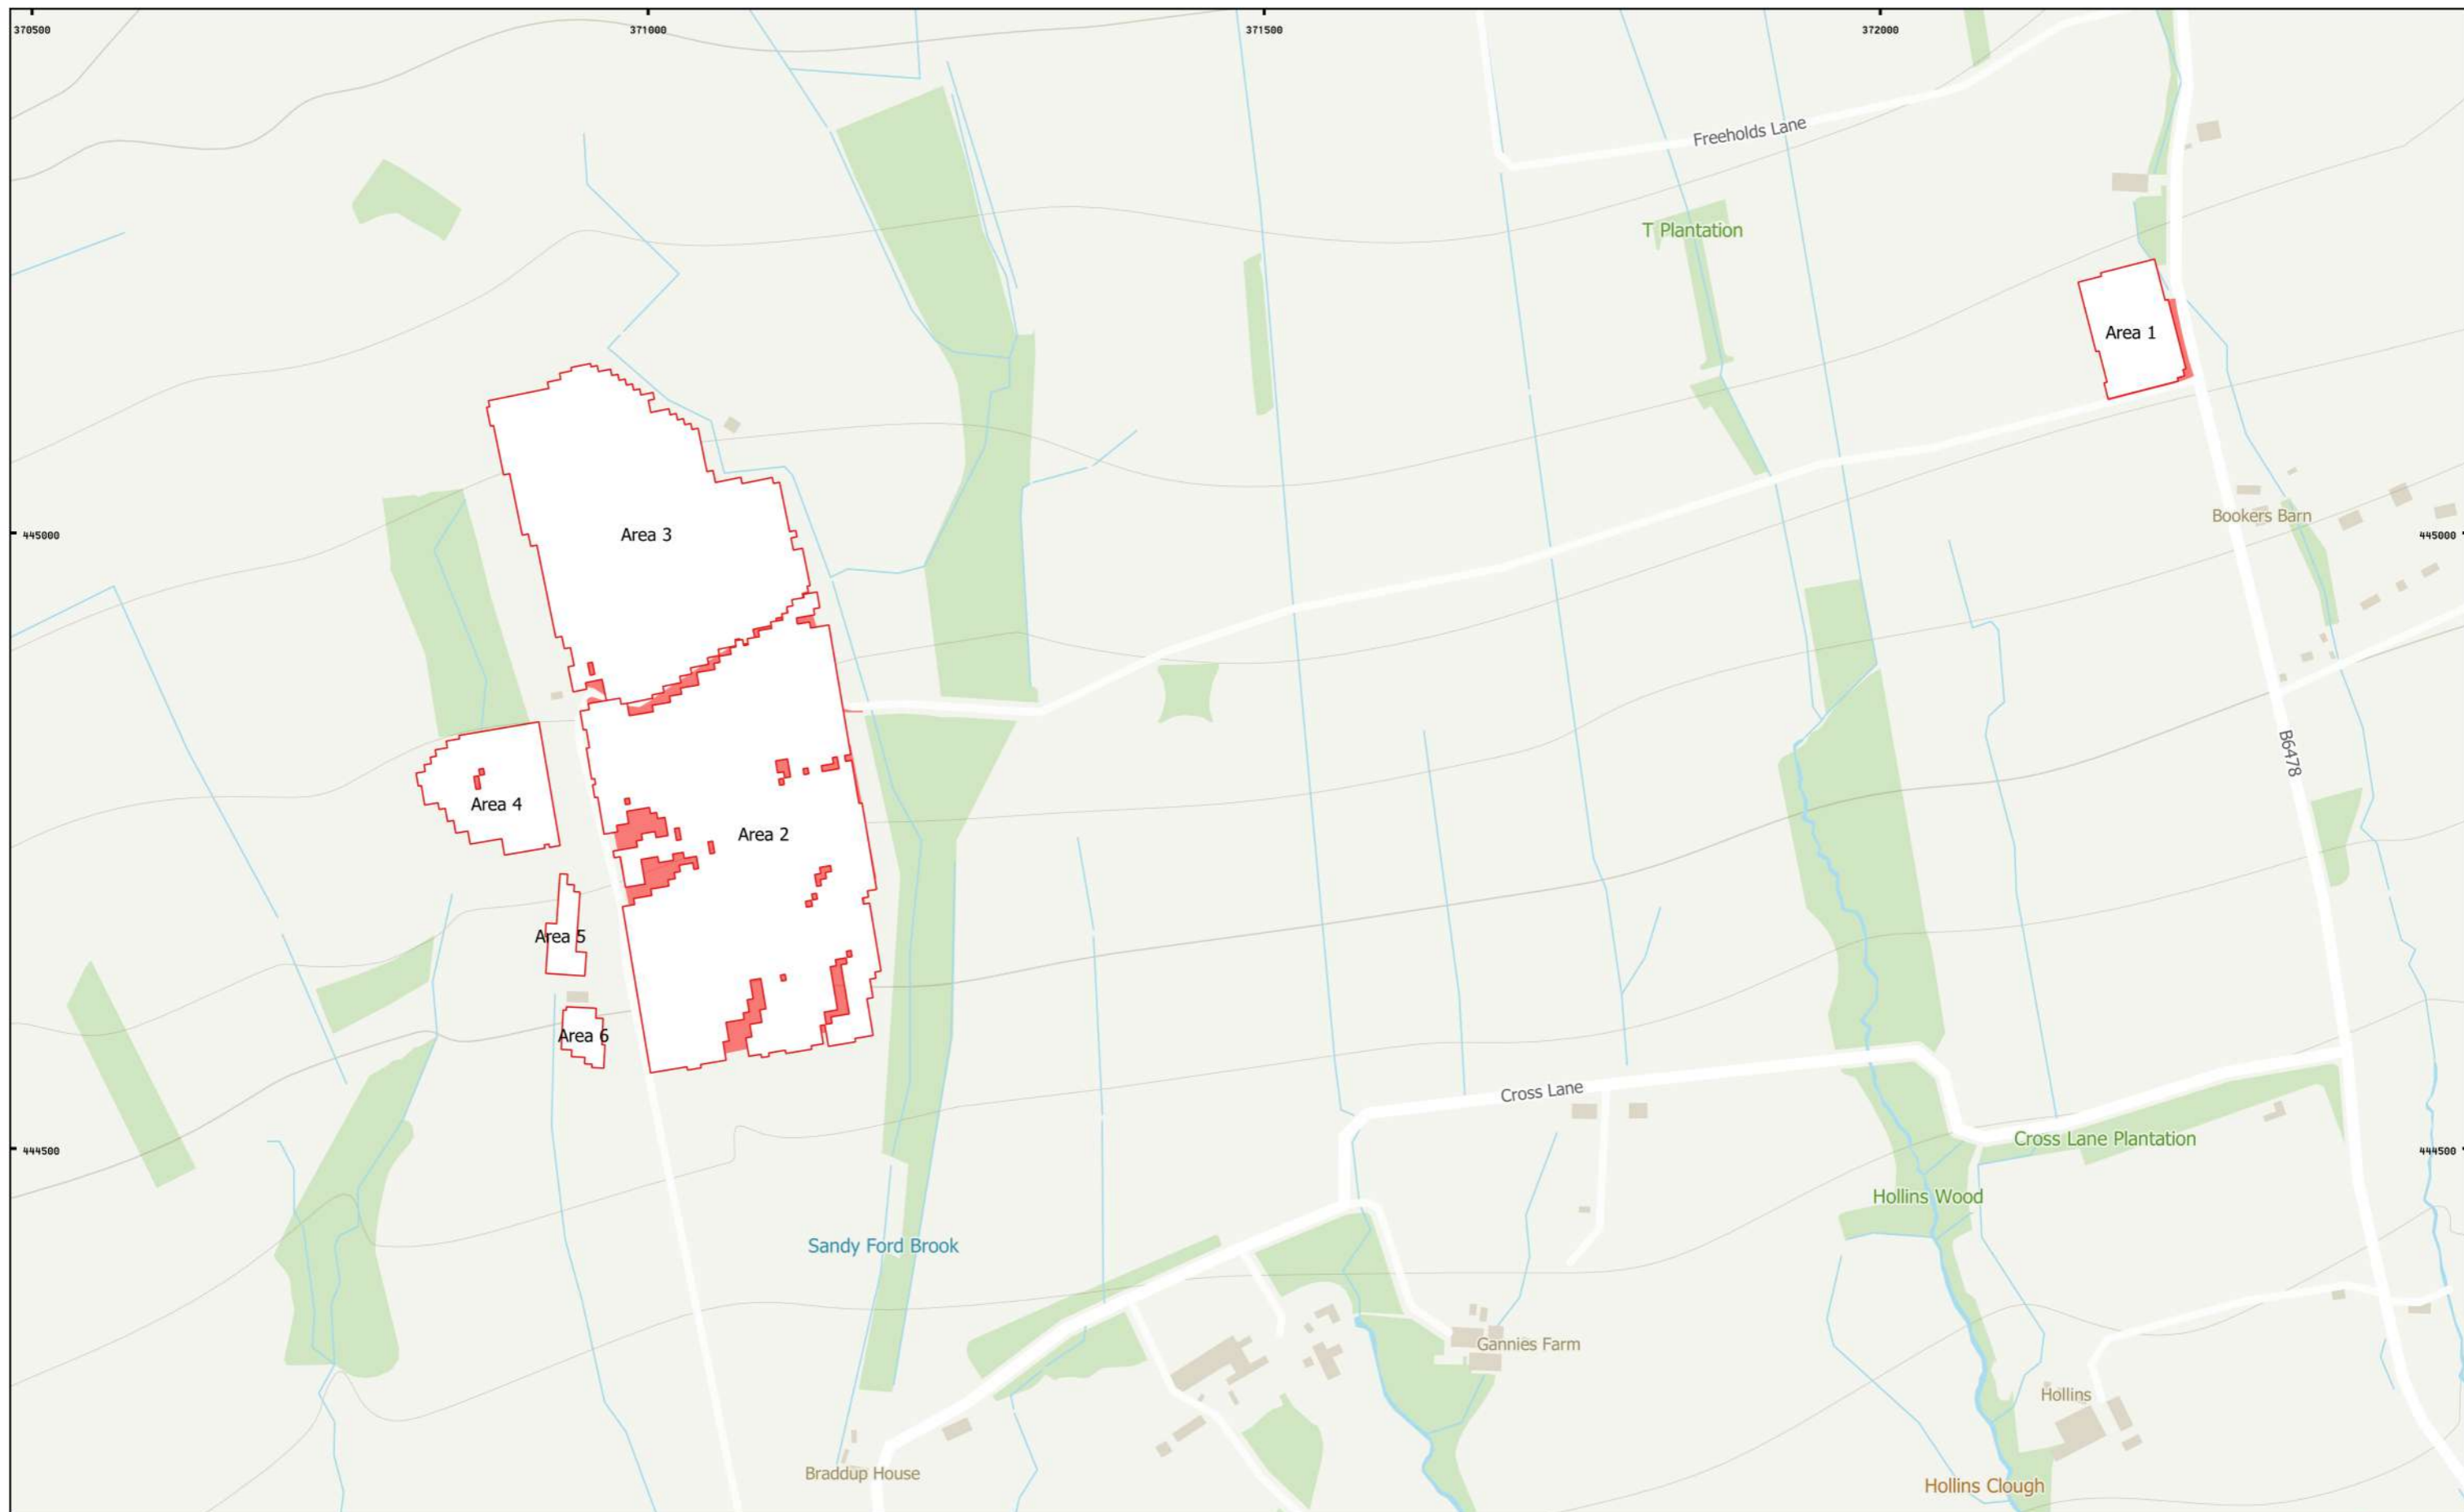 370500
371000
371500
372000
Freeholds Lane
T Plantation
Area 1
Bookers Barn
445000
445000
Area 3
B6478
Area 4
Area 2
Area 5
Area 6
Cross Lane
Cross Lane Plantation
444500
444500
Hollins Wood
Sandy Ford Brook
Gannies Farm
Hollins
Braddup House
Hollins Clough